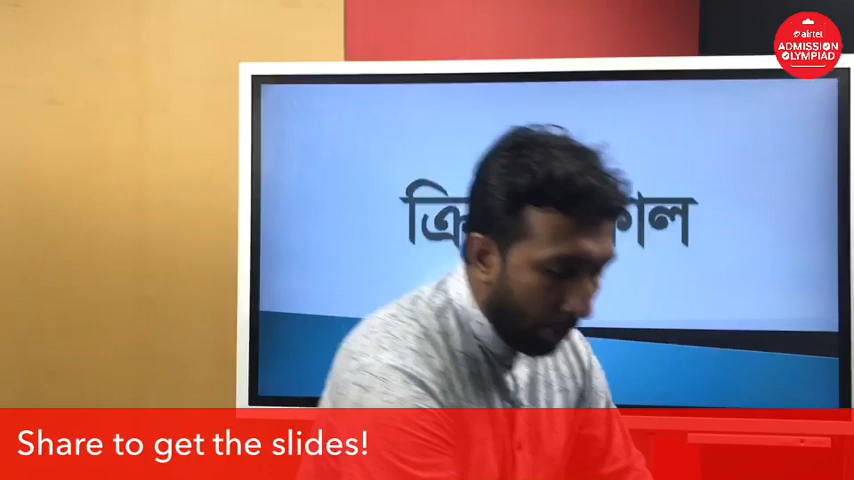 airtel
ADMISSION
OLYMPIAD
ক্রি কাল
Share to get the slides!